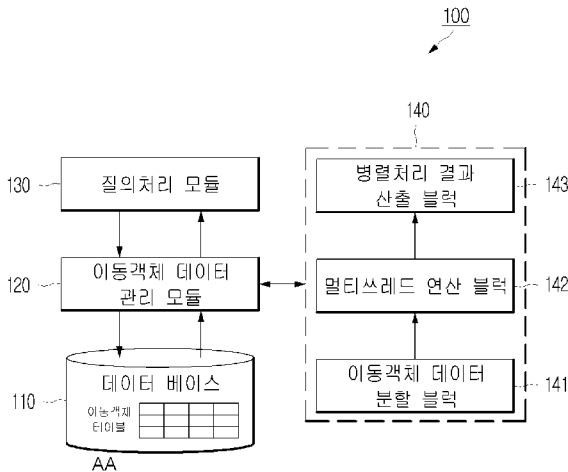 100
140
130
질의처리 모듈
병렬처리 결과
산출 블럭
143
120
이동객체 데이터
관리 모듈
멀티쓰레드 연산 블럭
142
110
데이터 베이스
이동객체
테이블
AA
이동객체 데이터
분할 블럭
141